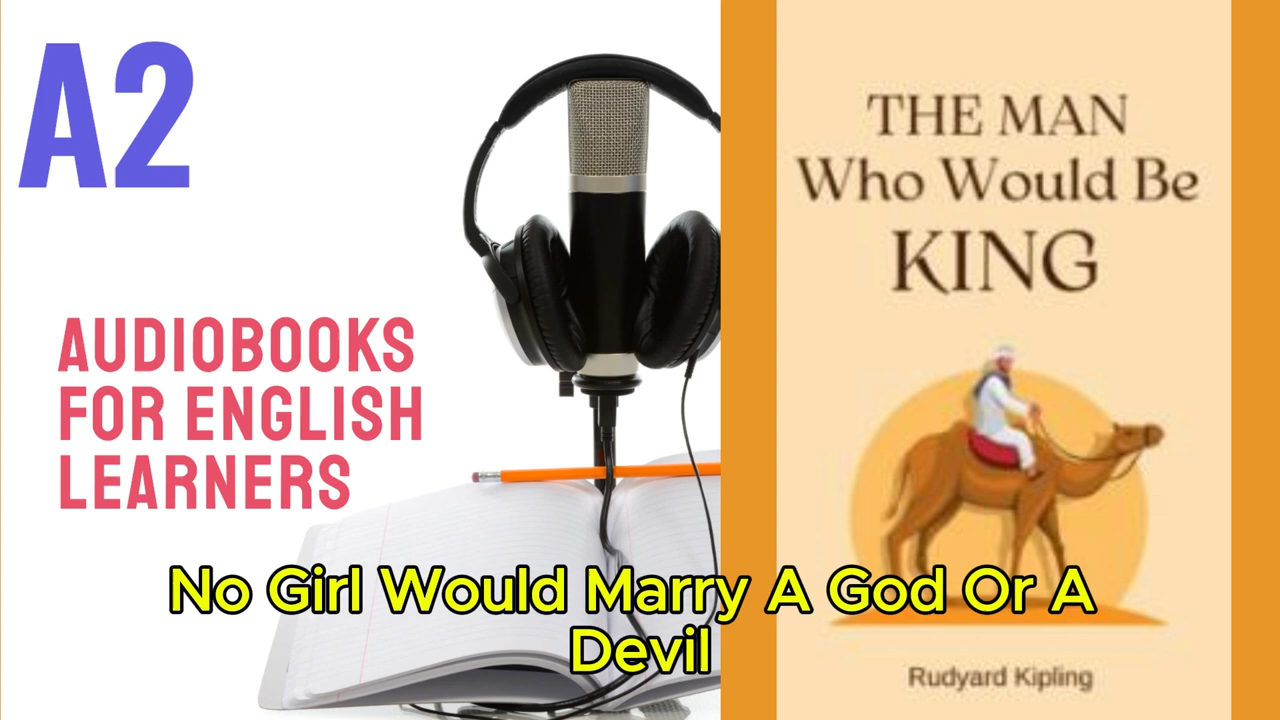 A2
AUDIOBOOKS
FOR ENGLISH
LEARNERS
THE MAN
Who Would Be
KING
No Girl Would Marry A God Or A
Devil
Rudyard Kipling